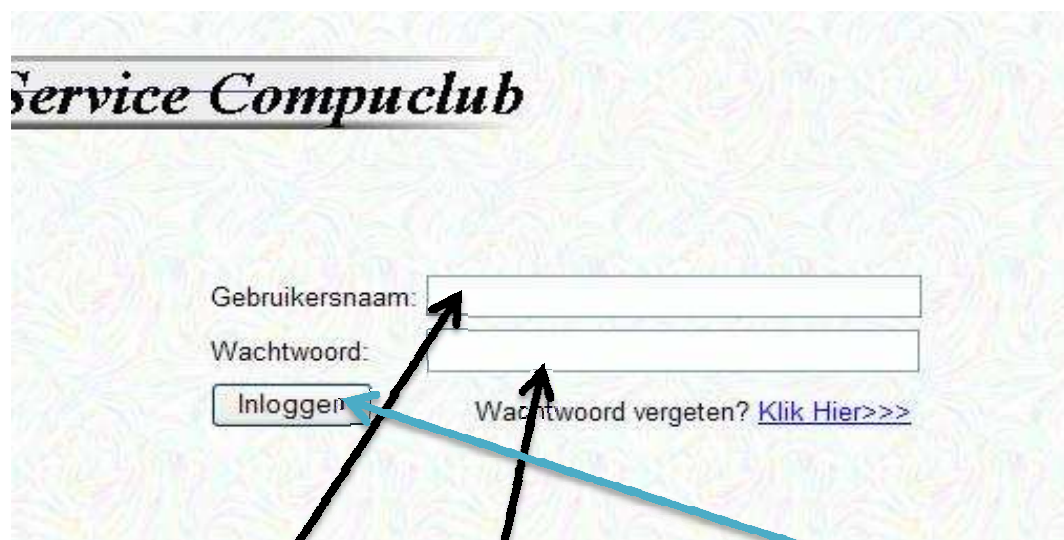 Service Compuclub
Gebruikersnaam:
Wachtwoord:
Inloggen
Wachtwoord vergeten? Klik Hier>>>